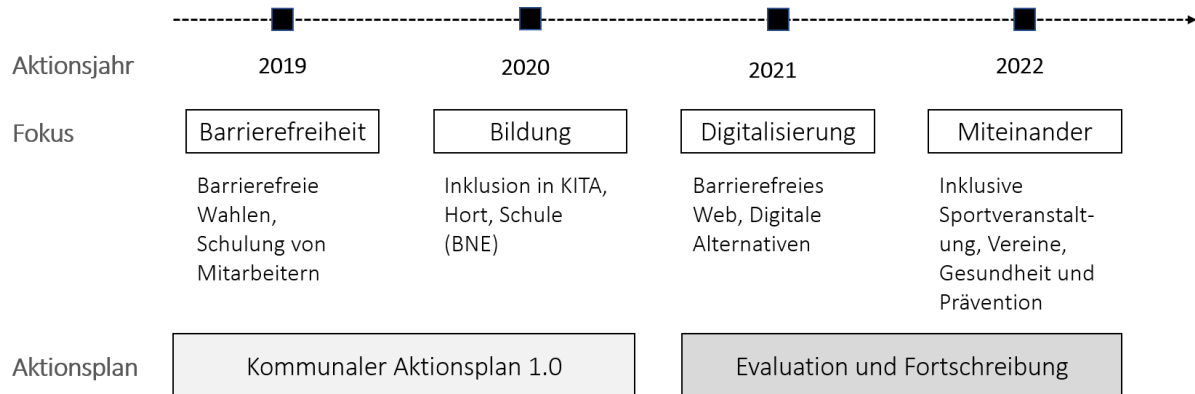 Aktionsjahr 2019 2020 2021 2022
Fokus Barrierefreiheit Bildung Digitalisierung Miteinander
Barrierefreie
Wahlen,
Schulung von
Mitarbeitern
Inklusion in KITA,
Hort, Schule
(BNE)
Barrierefreies
Web, Digitale
Alternativen
Inklusive
Sportveranstalt-
ung, Vereine,
Gesundheit und
Prävention
Aktionsplan Kommunaler Aktionsplan 1.0 Evaluation und Fortschreibung